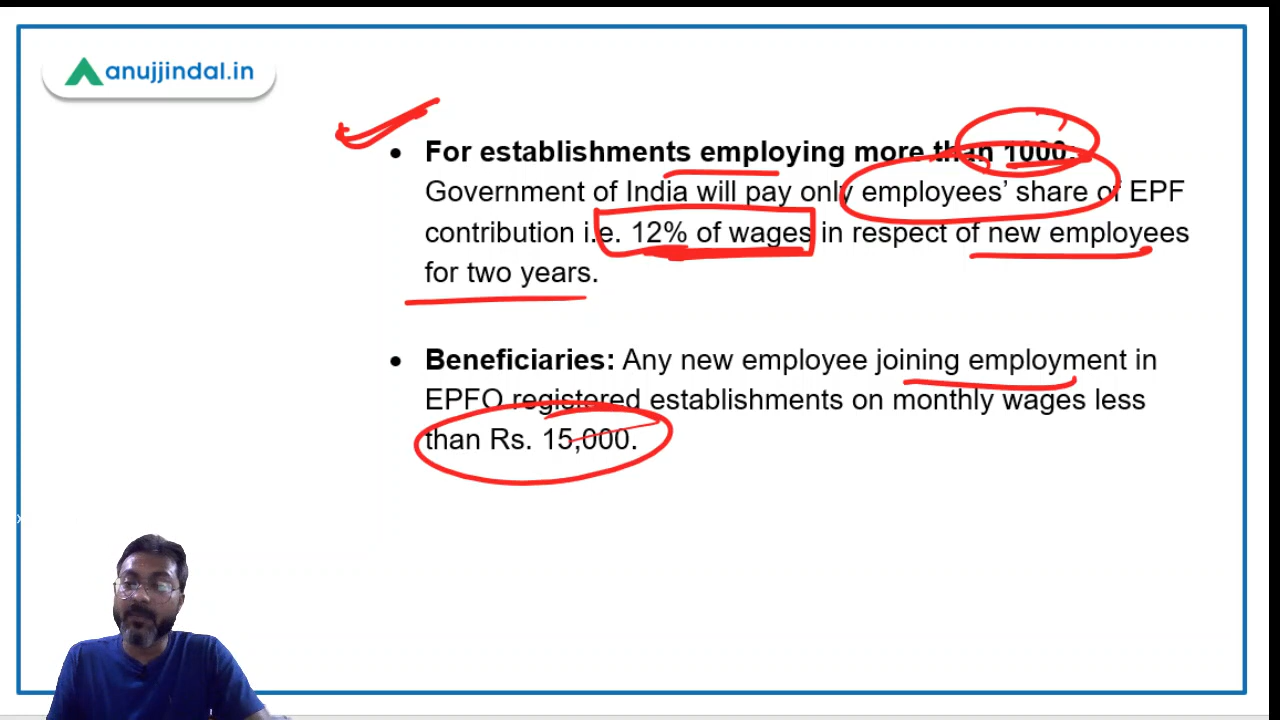 anujjindal.in
• For establishments employing more than 1000:
Government of India will pay only employees’ share of EPF
contribution i.e. 12% of wages in respect of new employees
for two years.
• Beneficiaries: Any new employee joining employment in
EPFO registered establishments on monthly wages less
than Rs. 15,000.